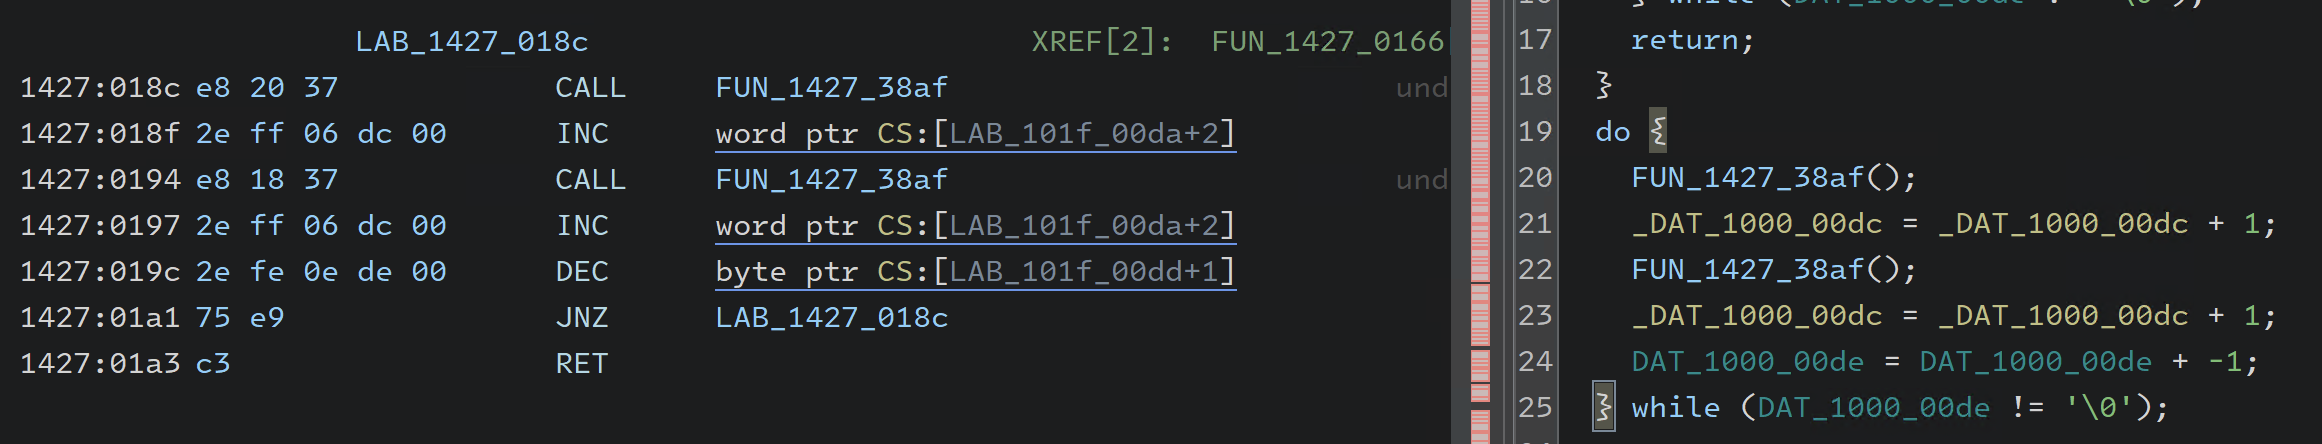 LAB_1427_018c XREF[2]: FUN_1427_0166
1427:018c e8 20 37 CALL FUN_1427_38af und
1427:018f 2e ff 06 dc 00 INC word ptr CS:[LAB_101f_00da+2]
1427:0194 e8 18 37 CALL FUN_1427_38af und
1427:0197 2e ff 06 dc 00 INC word ptr CS:[LAB_101f_00da+2]
1427:019c 2e fe 0e de 00 DEC byte ptr CS:[LAB_101f_00dd+1]
1427:01a1 75 e9 JNZ LAB_1427_018c
1427:01a3 c3 RET
17 return;
18 }
19 do {
20 FUN_1427_38af();
21 _DAT_1000_00dc = _DAT_1000_00dc + 1;
22 FUN_1427_38af();
23 _DAT_1000_00dc = _DAT_1000_00dc + 1;
24 DAT_1000_00de = DAT_1000_00de + -1;
25 } while (DAT_1000_00de != '\0');